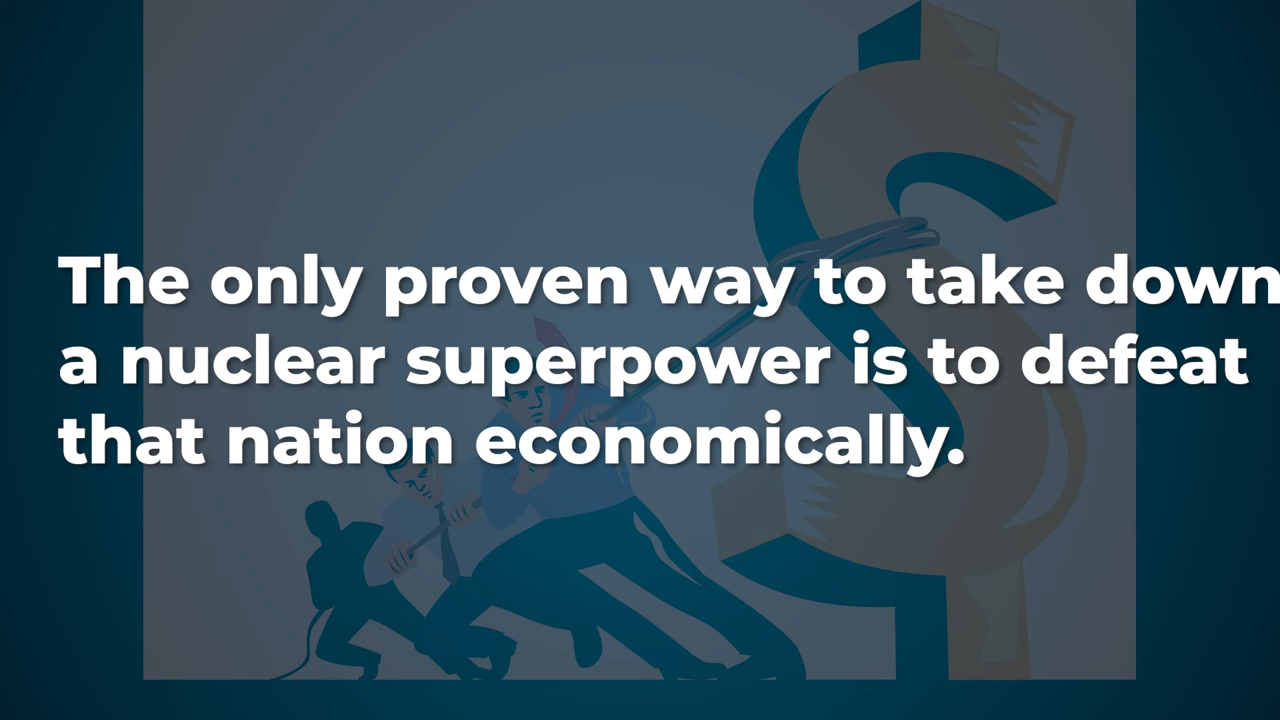 The only proven way to take down
a nuclear superpower is to defeat
that nation economically.